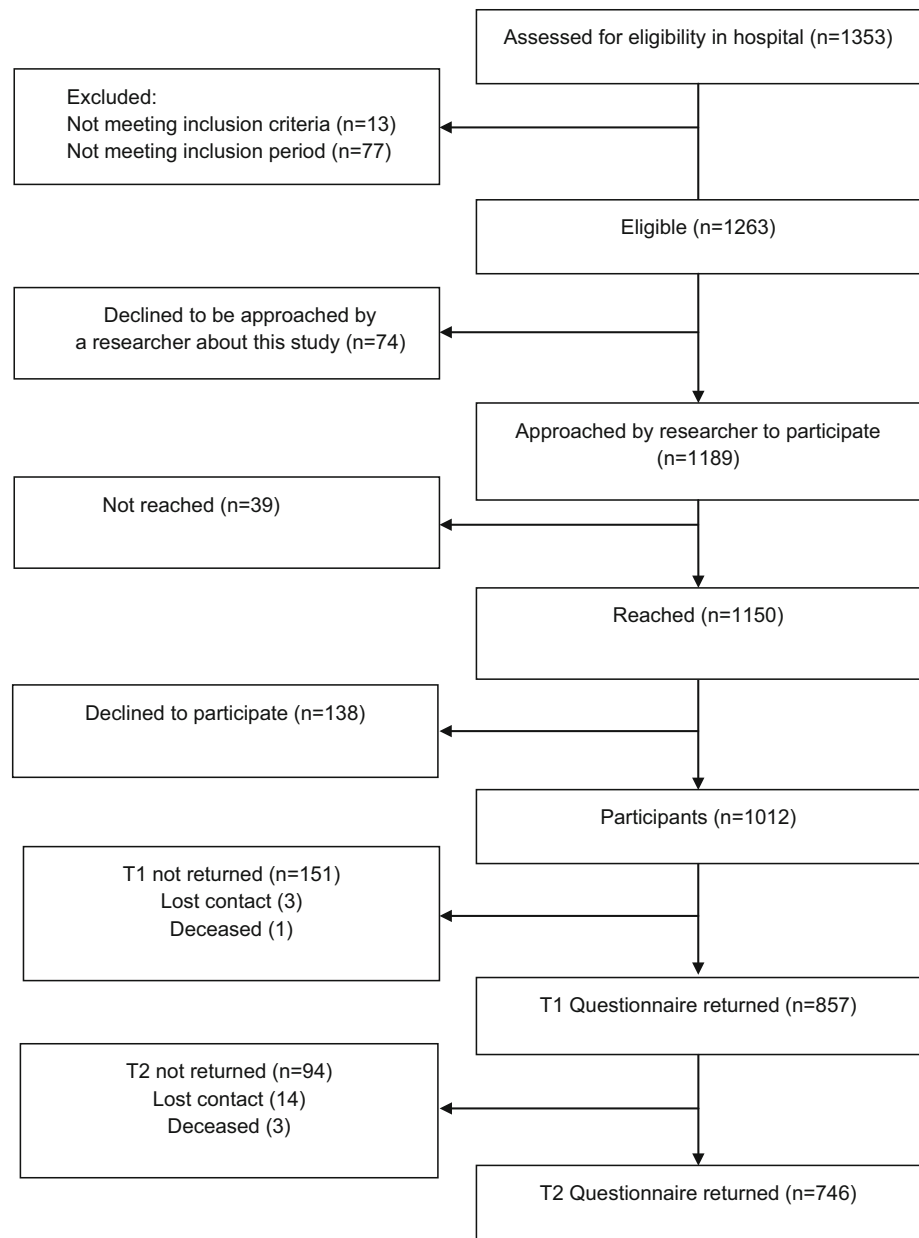 Assessed for eligibility in hospital (n=1353)
Excluded:
Not meeting inclusion criteria (n=13)
Not meeting inclusion period (n=77)
Eligible (n=1263)
Declined to be approached by
a researcher about this study (n=74)
Approached by researcher to participate
(n=1189)
Not reached (n=39)
Reached (n=1150)
Declined to participate (n=138)
Participants (n=1012)
T1 not returned (n=151)
Lost contact (3)
Deceased (1)
T1 Questionnaire returned (n=857)
T2 not returned (n=94)
Lost contact (14)
Deceased (3)
T2 Questionnaire returned (n=746)